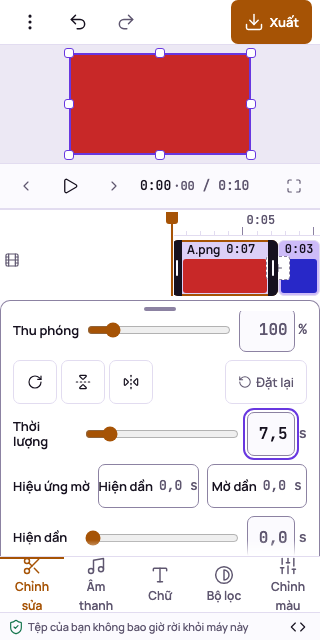 Xuất
0:00·00 / 0:10
0:05
A.png 0:07
0:03
Thu phóng 100 %
Đặt lại
Thời lượng 7,5 s
Hiệu ứng mờ Hiện dần 0,0 s Mờ dần 0,0 s
Hiện dần 0,0 s
Chỉnh sửa
Âm thanh
Chữ
Bộ lọc
Chỉnh màu
Tệp của bạn không bao giờ rời khỏi máy này